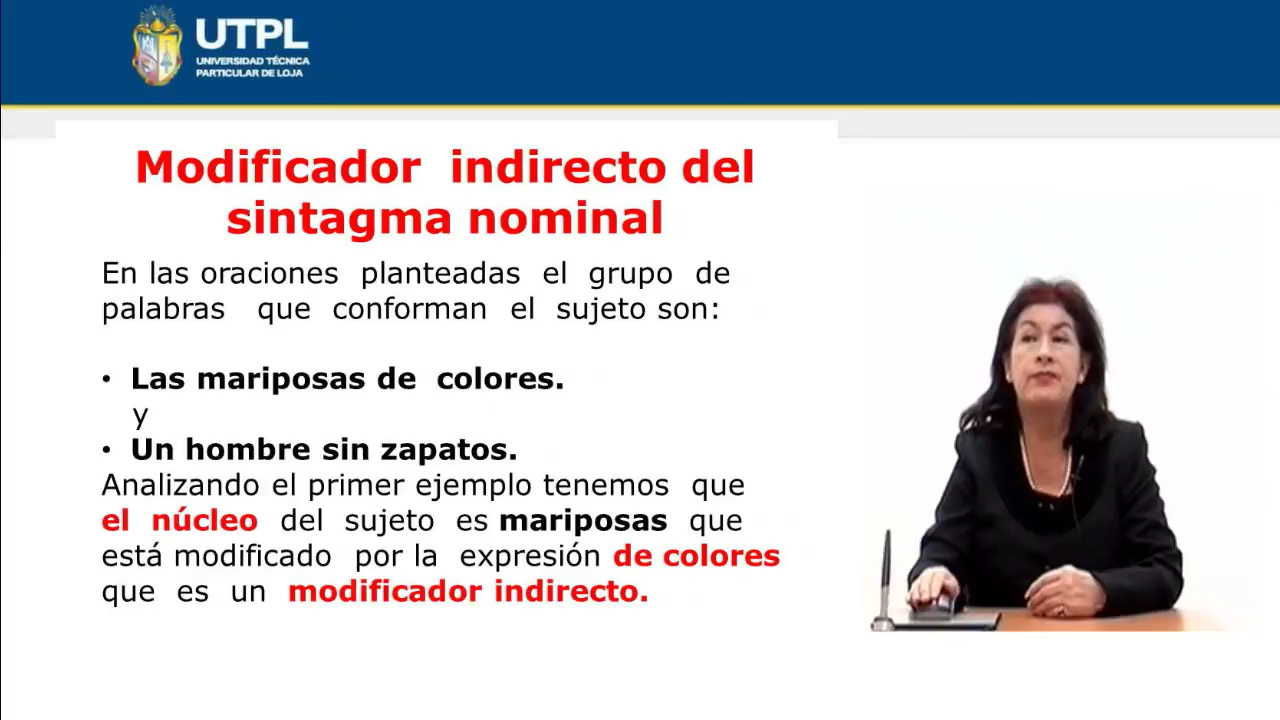 UTPL
UNIVERSIDAD TÉCNICA
PARTICULAR DE LOJA
Modificador indirecto del
sintagma nominal
En las oraciones planteadas el grupo de
palabras que conforman el sujeto son:
• Las mariposas de colores.
y
• Un hombre sin zapatos.
Analizando el primer ejemplo tenemos que
el núcleo del sujeto es mariposas que
está modificado por la expresión de colores
que es un modificador indirecto.